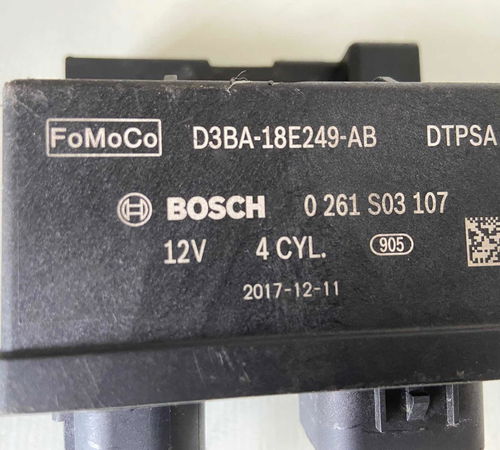 FoMoCo D3BA-18E249-AB DTPSA
BOSCH 0 261 S03 107
12V 4 CYL. 905
2017-12-11